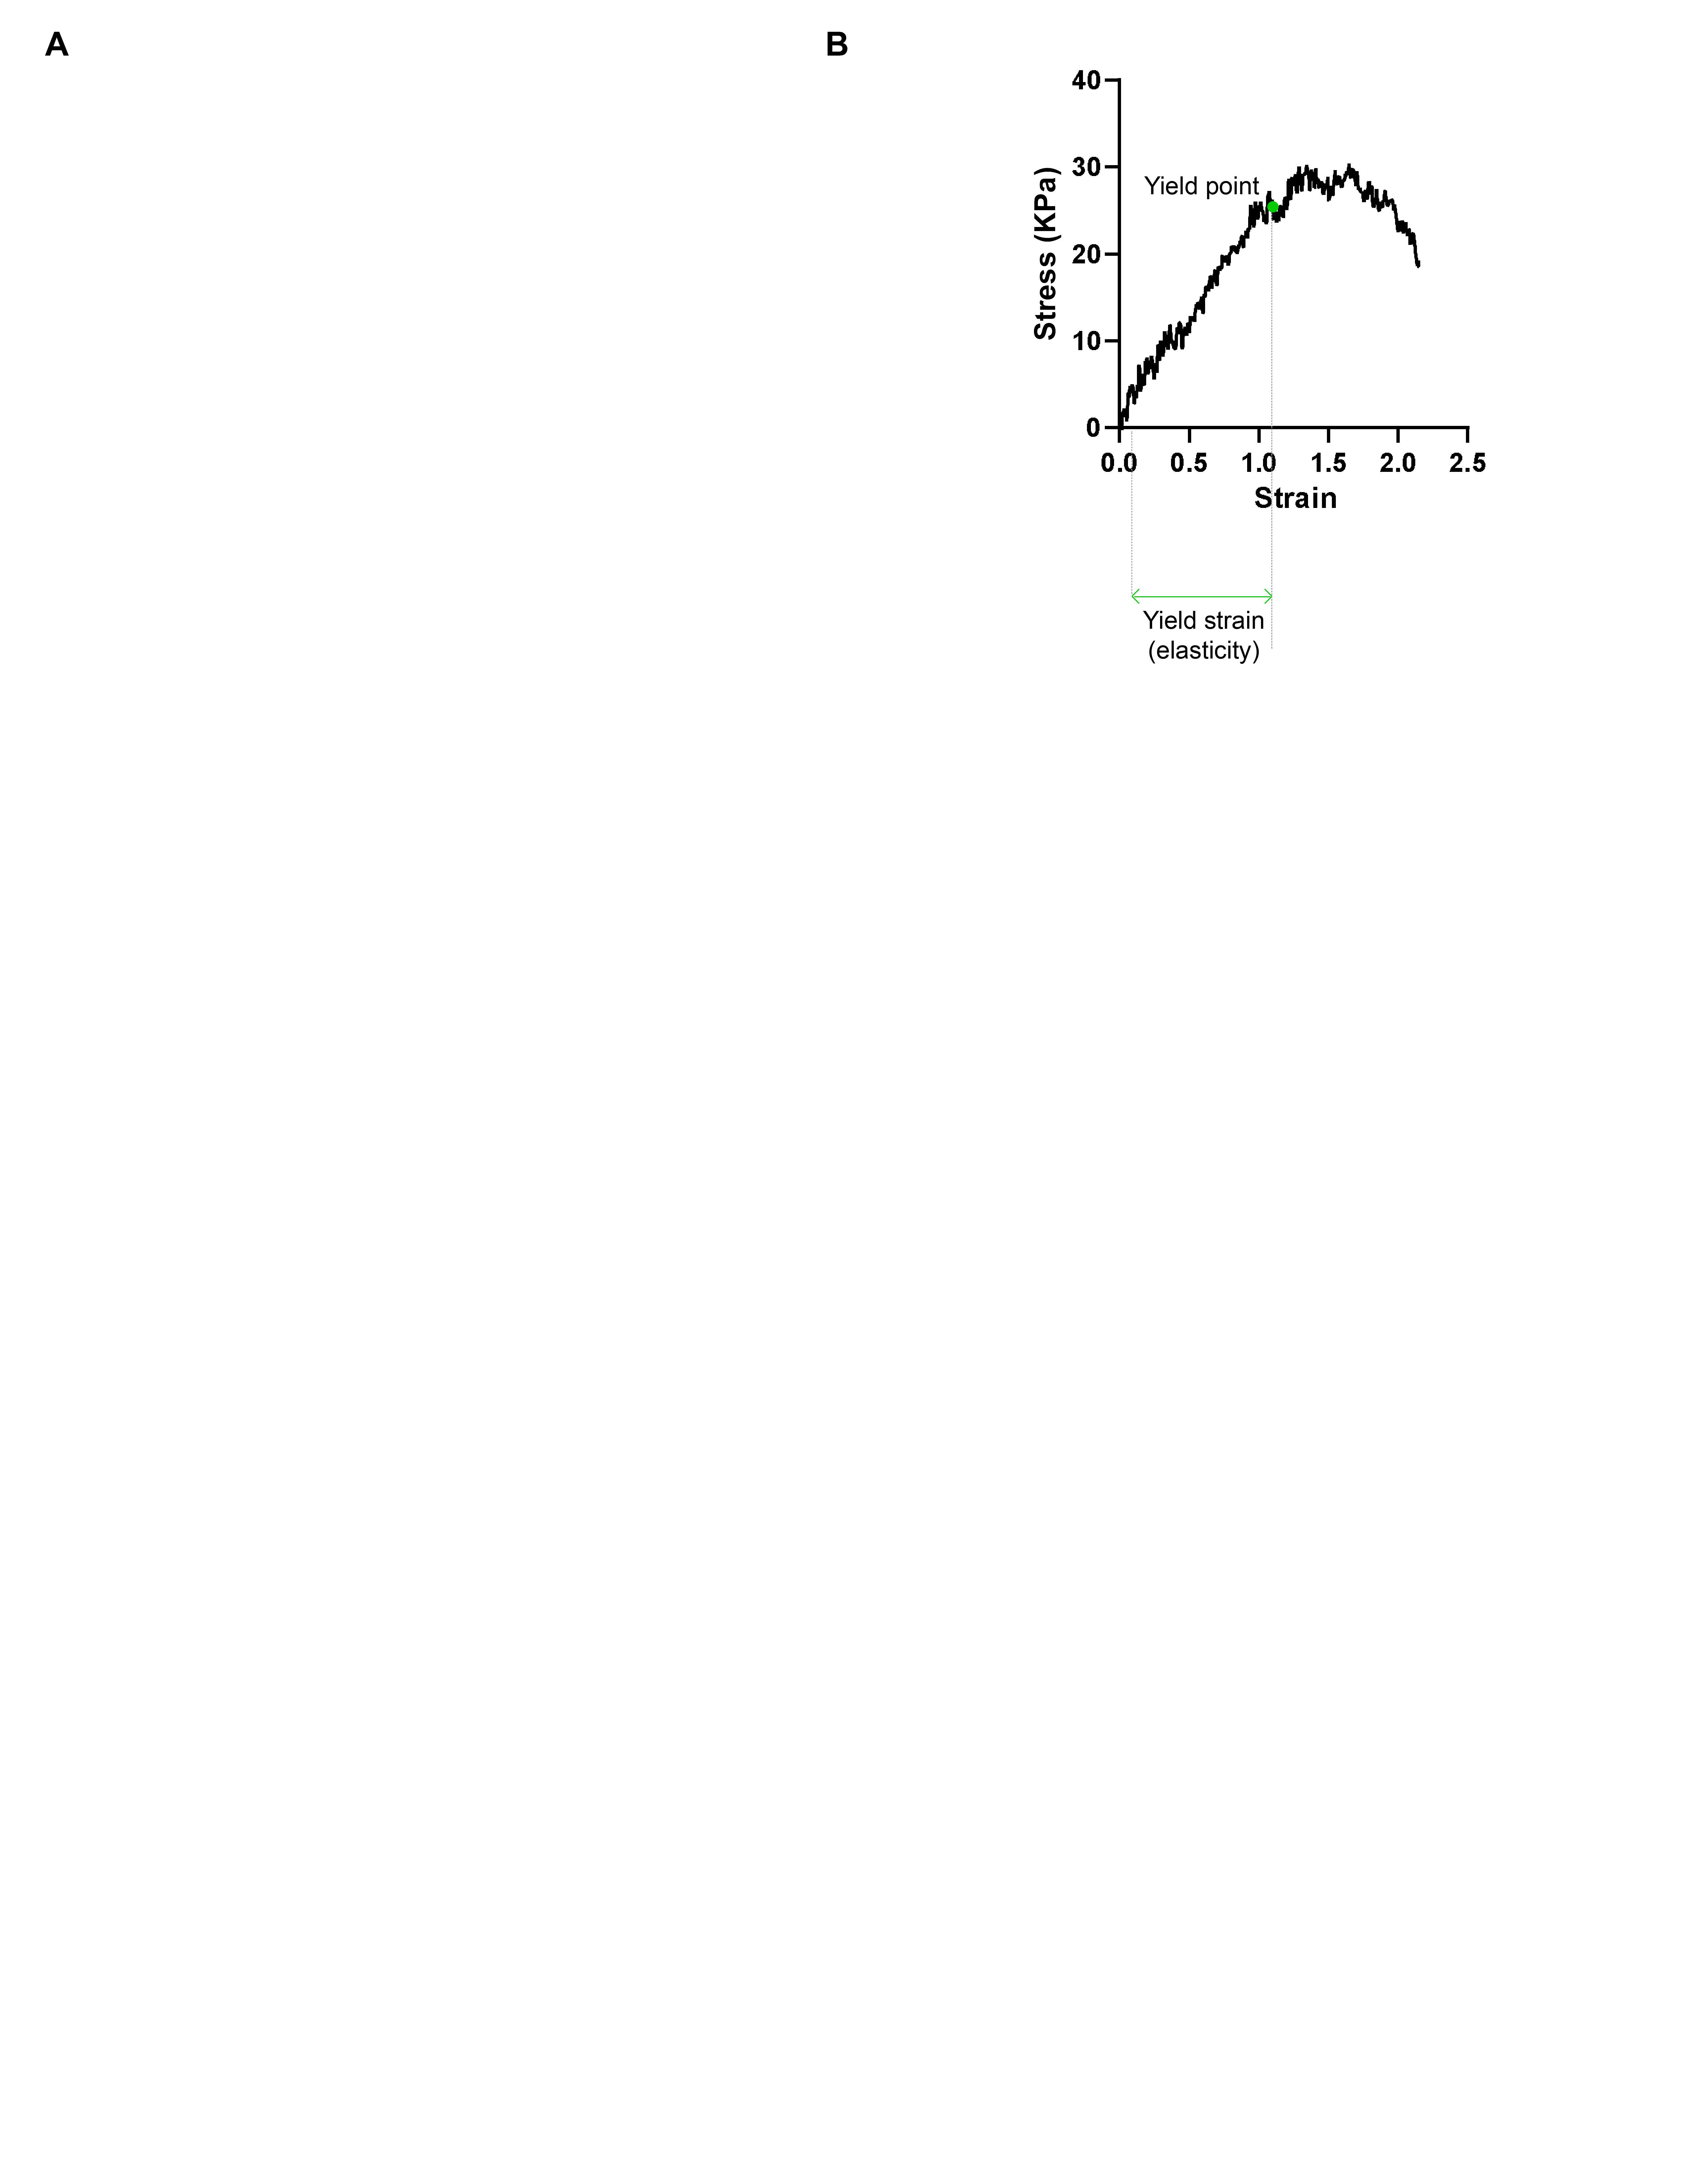 A
B
40
30
20
10
0
Stress (KPa)
Yield point
0.0 0.5 1.0 1.5 2.0 2.5
Strain
Yield strain
(elasticity)